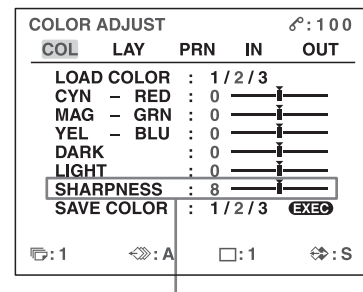 COLOR ADJUST :100
COL LAY PRN IN OUT
LOAD COLOR : 1/2/3
CYN – RED : 0
MAG – GRN : 0
YEL – BLU : 0
DARK : 0
LIGHT : 0
SHARPNESS : 8
SAVE COLOR : 1/2/3 EXEC
:1 :A :1 :S